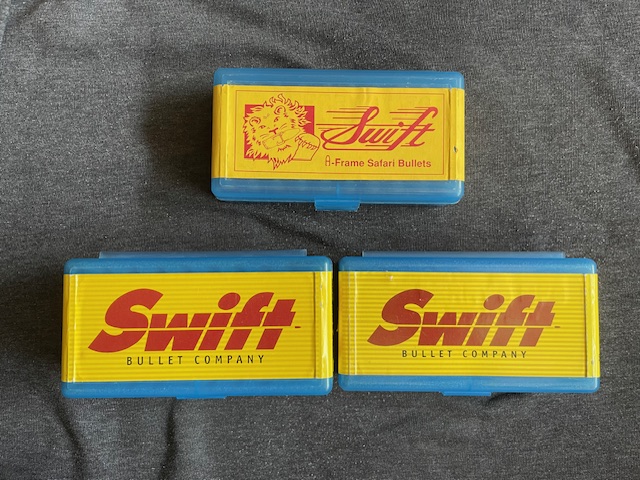 Swift
A-Frame Safari Bullets
Swift
BULLET COMPANY
Swift
BULLET COMPANY